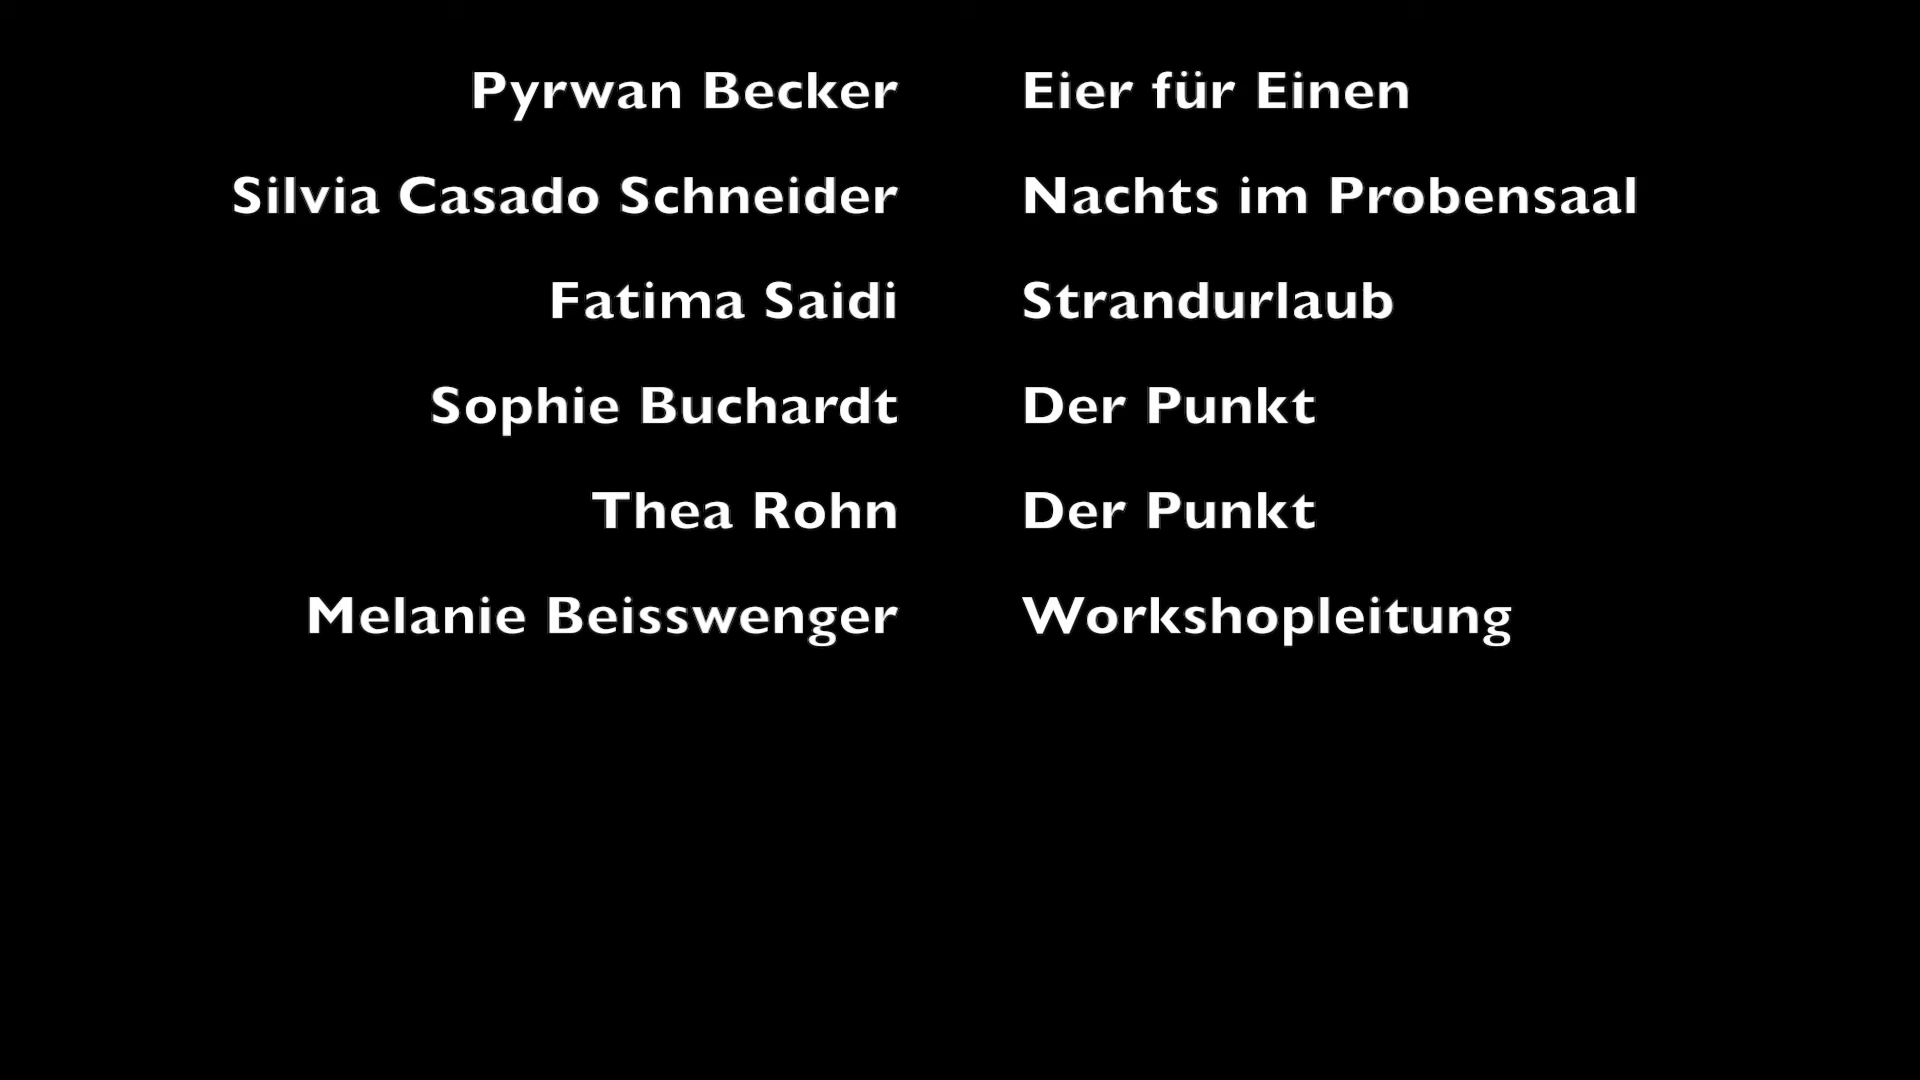 Pyrwan Becker Eier für Einen
Silvia Casado Schneider Nachts im Probensaal
Fatima Saidi Strandurlaub
Sophie Buchardt Der Punkt
Thea Rohn Der Punkt
Melanie Beisswenger Workshopleitung